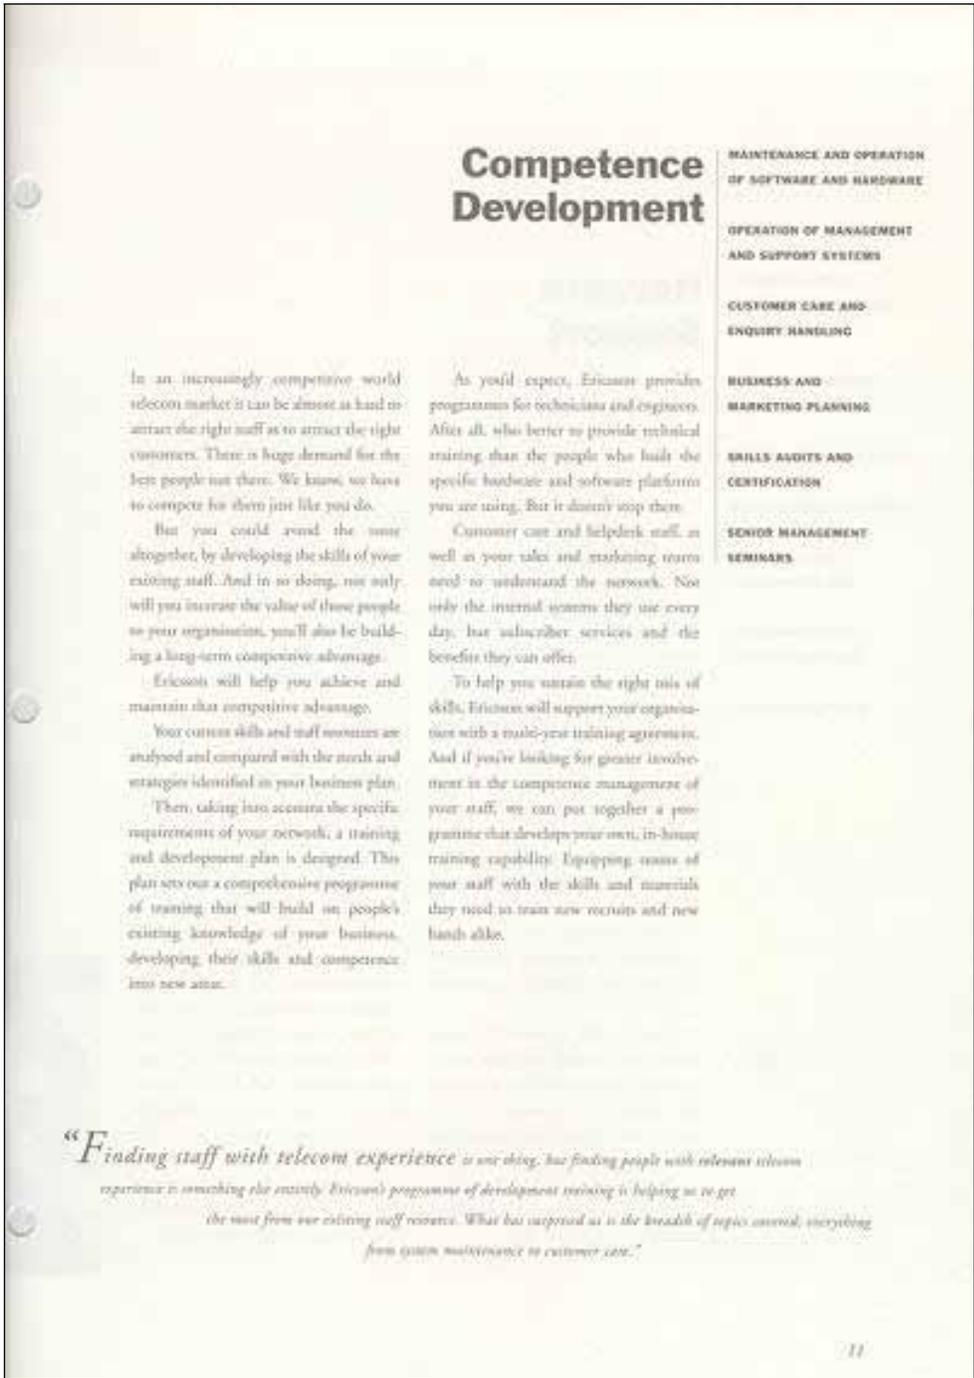 Competence
Development
MAINTENANCE AND OPERATION
OF SOFTWARE AND HARDWARE
OPERATION OF MANAGEMENT
AND SUPPORT SYSTEMS
CUSTOMER CARE AND
ENQUIRY HANDLING
BUSINESS AND
MARKETING PLANNING
SKILLS AUDITS AND
CERTIFICATION
SENIOR MANAGEMENT
SEMINARS
In an increasingly competitive world
telecom market it can be almost as hard to
attract the right staff as to attract the right
customers. There is huge demand for the
best people out there. We know, we have
to compete for them just like you do.
But you could avoid the
altogether, by developing the skills of your
existing staff. And in so doing, not only
will you increase the value of those people
to your organisation, you'll also be build-
ing a long-term competitive advantage.
Ericsson will help you achieve and
maintain that competitive advantage.
Your current skills and staff resources are
analysed and compared with the needs and
strategies identified in your business plan.
Then, taking into account the specific
requirements of your network, a training
and development plan is designed. This
plan sets out a comprehensive programme
of training that will build on people's
existing knowledge of your business,
developing their skills and competence
into new areas.
As you'd expect, Ericsson provides
programmes for technicians and engineers.
After all, who better to provide technical
training than the people who built the
specific hardware and software platforms
you are using. But it doesn't stop there.
Customer care and helpdesk staff, as
well as your sales and marketing teams
need to understand the network. Not
only the internal systems they use every
day, but subscriber services and the
benefits they can offer.
To help you sustain the right mix of
skills, Ericsson will support your organisa-
tion with a multi-year training agreement.
And if you're looking for greater involve-
ment in the competence management of
your staff, we can put together a pro-
gramme that develops your own, in-house
training capability. Equipping teams of
your staff with the skills and materials
they need to train new recruits and new
hands alike.
"Finding staff with telecom experience is one thing, but finding people with relevant telecom
experience is something else entirely. Ericsson's programme of development training is helping us to get
the most from our existing staff resource. What has surprised us is the breadth of topics covered, everything
from system maintenance to customer care."
11